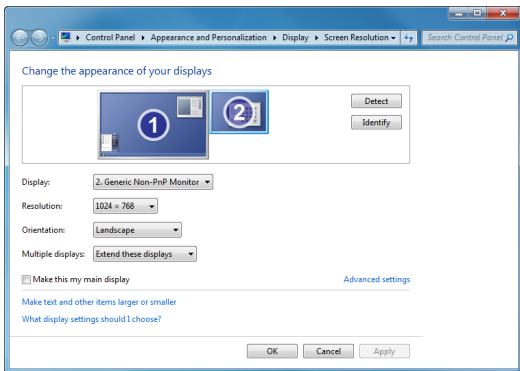 Control Panel ▸ Appearance and Personalization ▸ Display ▸ Screen Resolution Search Control Panel
Change the appearance of your displays
1 2
Detect
Identify
Display: 2. Generic Non-PnP Monitor
Resolution: 1024 × 768
Orientation: Landscape
Multiple displays: Extend these displays
Make this my main display Advanced settings
Make text and other items larger or smaller
What display settings should I choose?
OK Cancel Apply